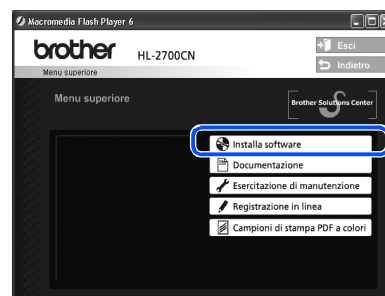 Macromedia Flash Player 6
brother
HL-2700CN
Esci
Menu superiore
Indietro
Menu superiore
Brother Solutions Center
Installa software
Documentazione
Esercitazione di manutenzione
Registrazione in linea
Campioni di stampa PDF a colori